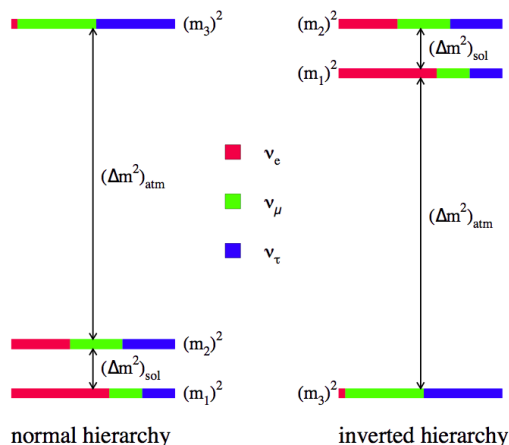 (m₃)²
(Δm²)atm
(m₂)²
(Δm²)sol
(m₁)²
normal hierarchy
νe
νμ
ντ
(m₂)²
(Δm²)sol
(m₁)²
(Δm²)atm
(m₃)²
inverted hierarchy